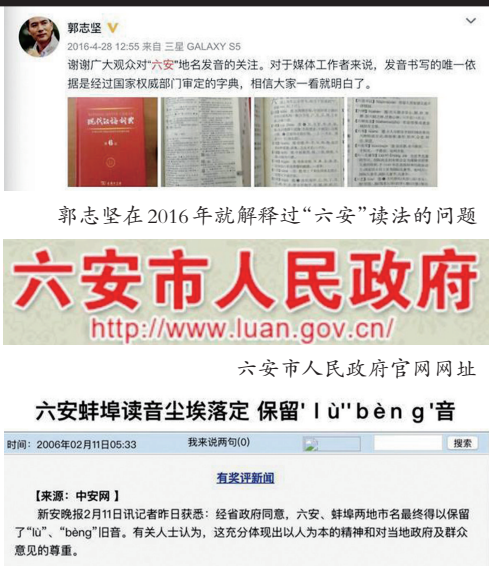 郭志坚
2016-4-28 12:55 来自 三星 GALAXY S5
谢谢广大观众对“六安”地名发音的关注。对于媒体工作者来说，发音书写的唯一依
据是经过国家权威部门审定的字典，相信大家一看就明白了。
现代汉语词典
第6版
郭志坚在2016年就解释过“六安”读法的问题
六安市人民政府
http://www.luan.gov.cn/
六安市人民政府官网网址
六安蚌埠读音尘埃落定 保留'lù''bèng'音
时间：2006年02月11日05:33 我来说两句(0) 搜索
有奖评新闻
【来源：中安网】
新安晚报2月11日讯记者昨日获悉：经省政府同意，六安、蚌埠两地市名最终得以保留
了“lù”、“bèng”旧音。有关人士认为，这充分体现出以人为本的精神和对当地政府及群众
意见的尊重。